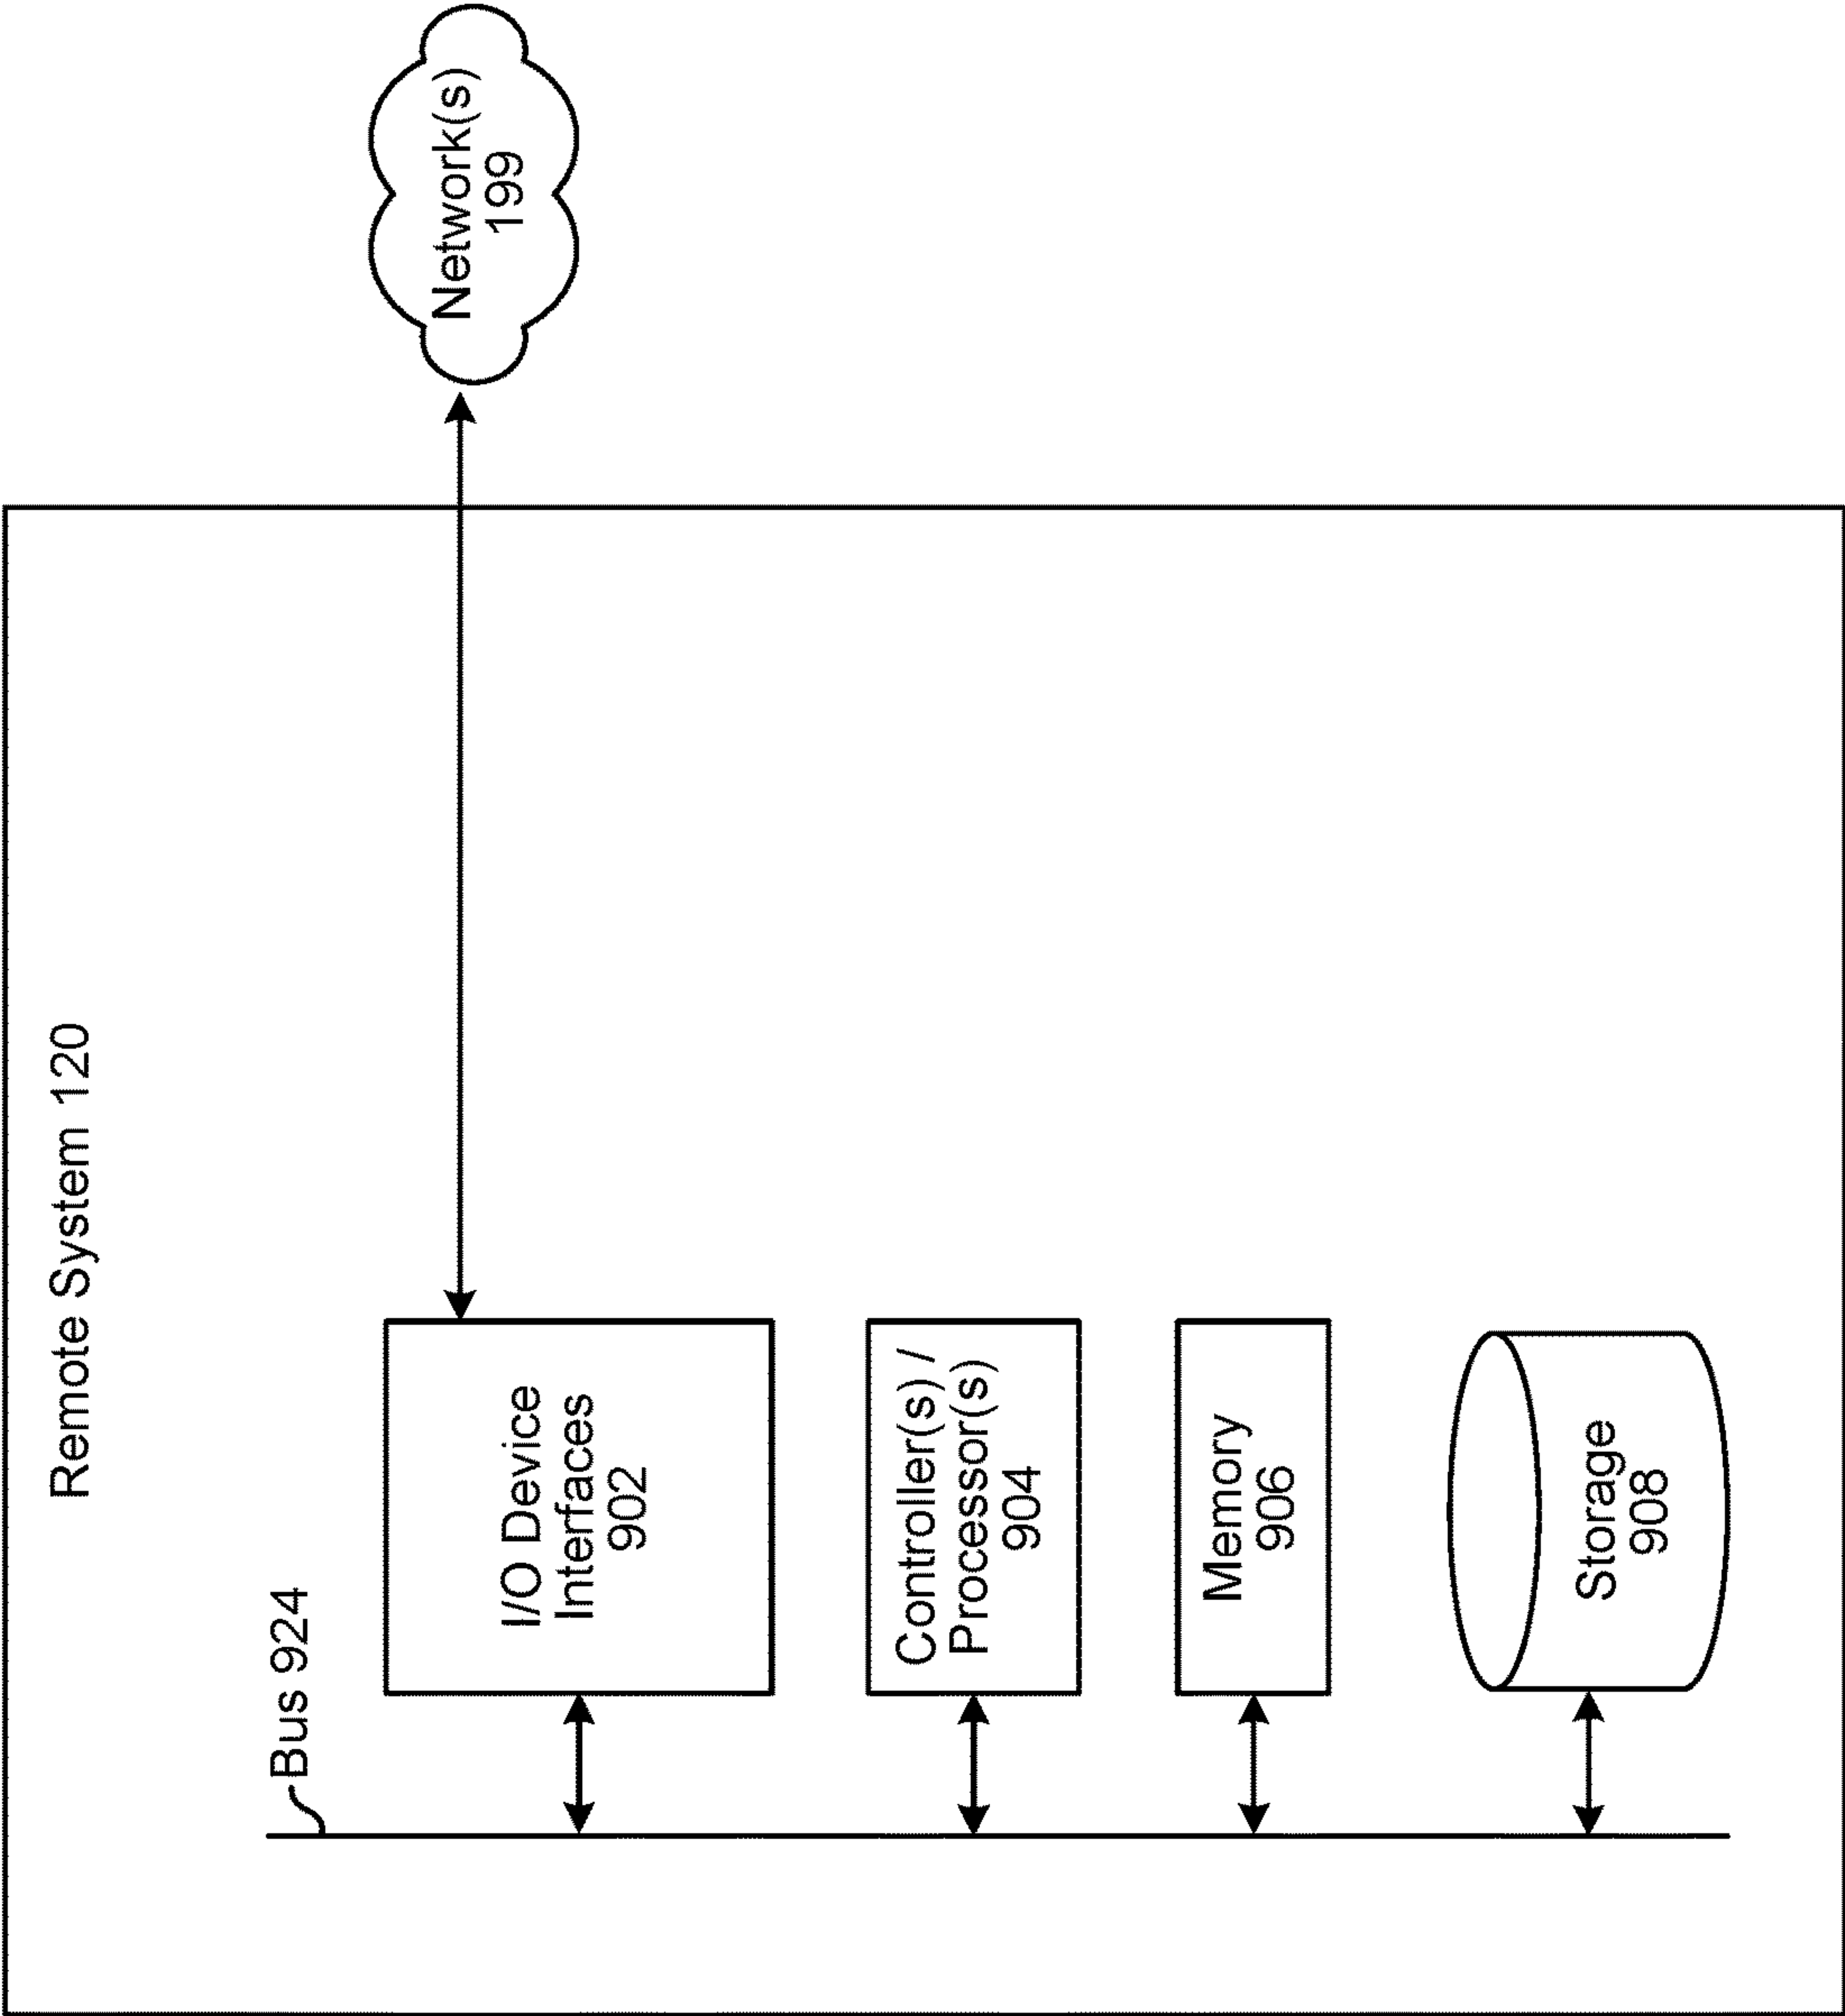 Remote System 120
Bus 924
I/O Device
Interfaces
902
Controller(s) /
Processor(s)
904
Memory
906
Storage
908
Network(s)
199